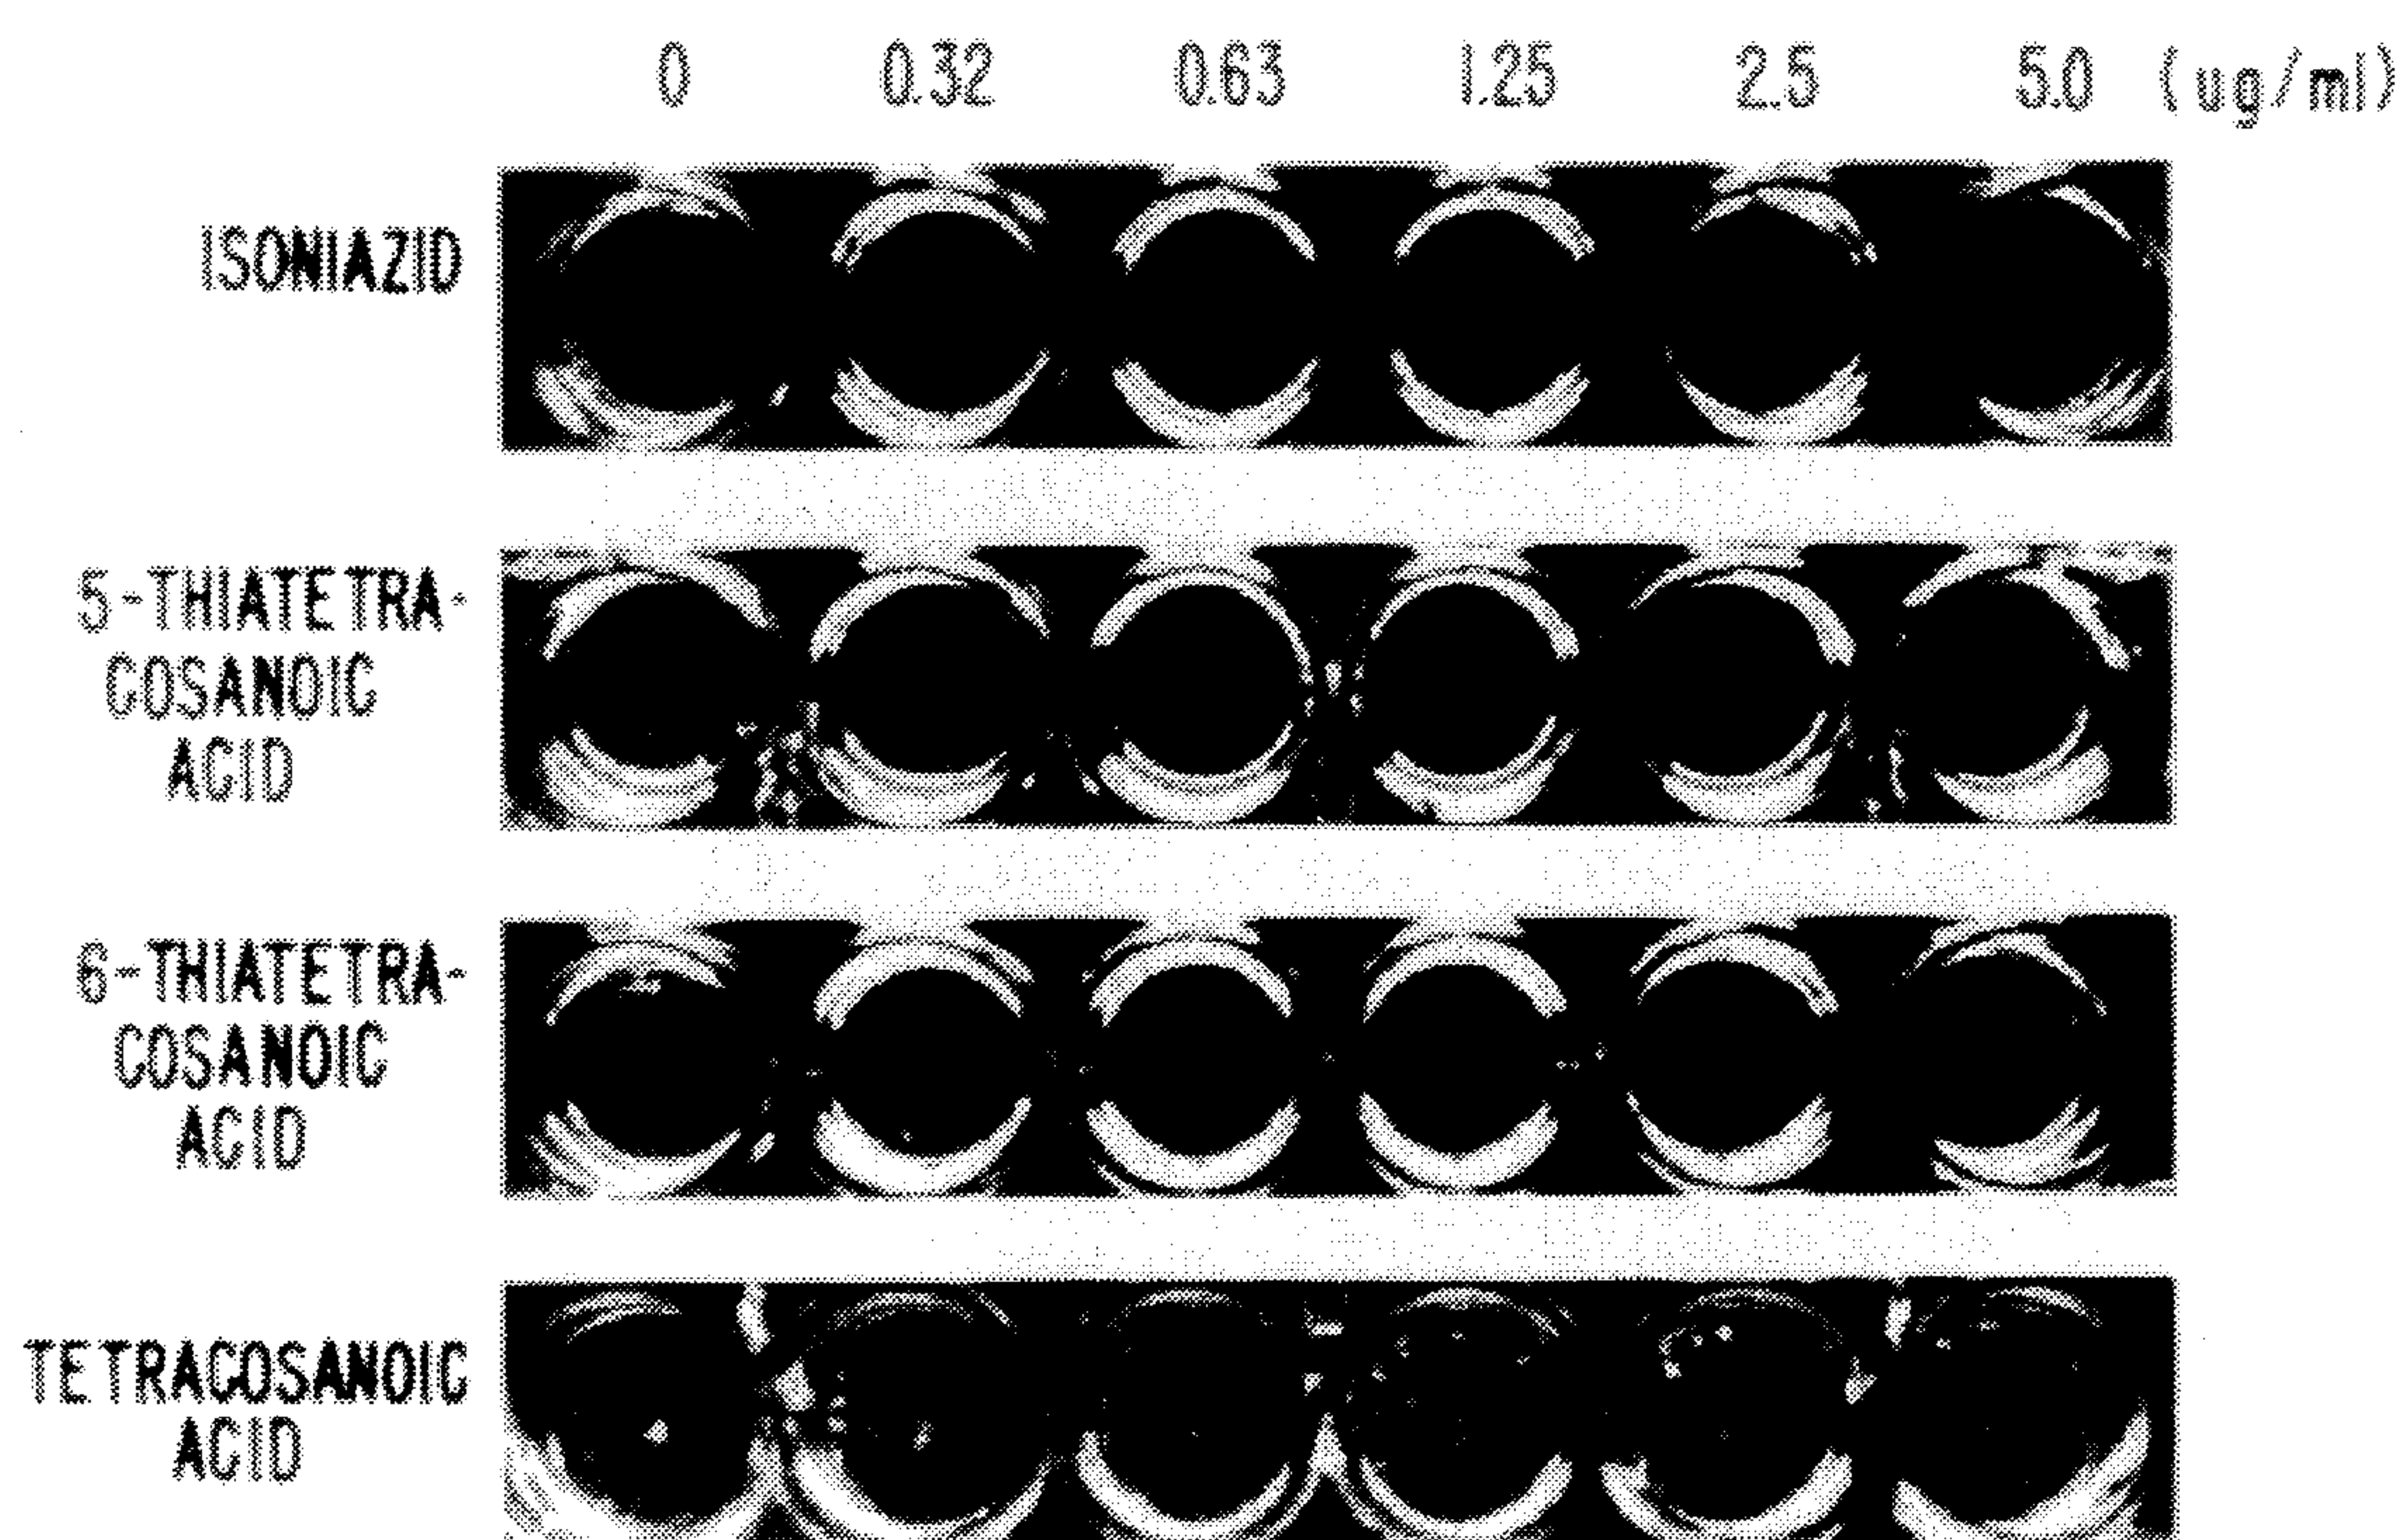 0 0.32 0.63 1.25 2.5 5.0 (ug/ml)
ISONIAZID
5-THIATETRA-
COSANOIC
ACID
6-THIATETRA-
COSANOIC
ACID
TETRACOSANOIC
ACID